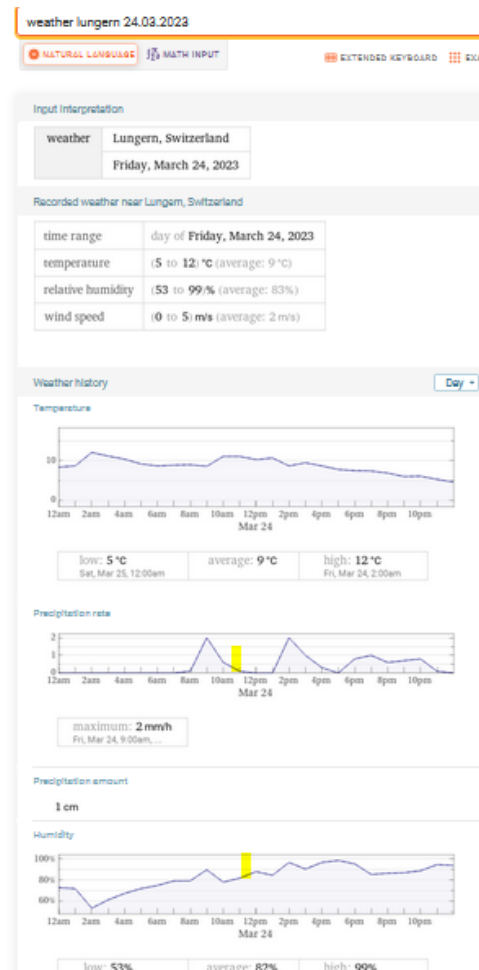 weather lungern 24.03.2023
NATURAL LANGUAGE MATH INPUT EXTENDED KEYBOARD EXA
Input Interpretation
weather Lungern, Switzerland
Friday, March 24, 2023
Recorded weather near Lungern, Switzerland
time range day of Friday, March 24, 2023
temperature (5 to 12) °C (average: 9 °C)
relative humidity (53 to 99)% (average: 83%)
wind speed (0 to 5) m/s (average: 2 m/s)
Weather history Day
Temperature
10
0
12am 2am 4am 6am 8am 10am 12pm 2pm 4pm 6pm 8pm 10pm
Mar 24
low: 5 °C average: 9 °C high: 12 °C
Sat, Mar 25, 12:00am Fri, Mar 24, 2:00am
Precipitation rate
2
1
0
12am 2am 4am 6am 8am 10am 12pm 2pm 4pm 6pm 8pm 10pm
Mar 24
maximum: 2 mm/h
Fri, Mar 24, 9:00am, ...
Precipitation amount
1 cm
Humidity
100%
80%
60%
12am 2am 4am 6am 8am 10am 12pm 2pm 4pm 6pm 8pm 10pm
Mar 24
low: 53% average: 82% high: 99%